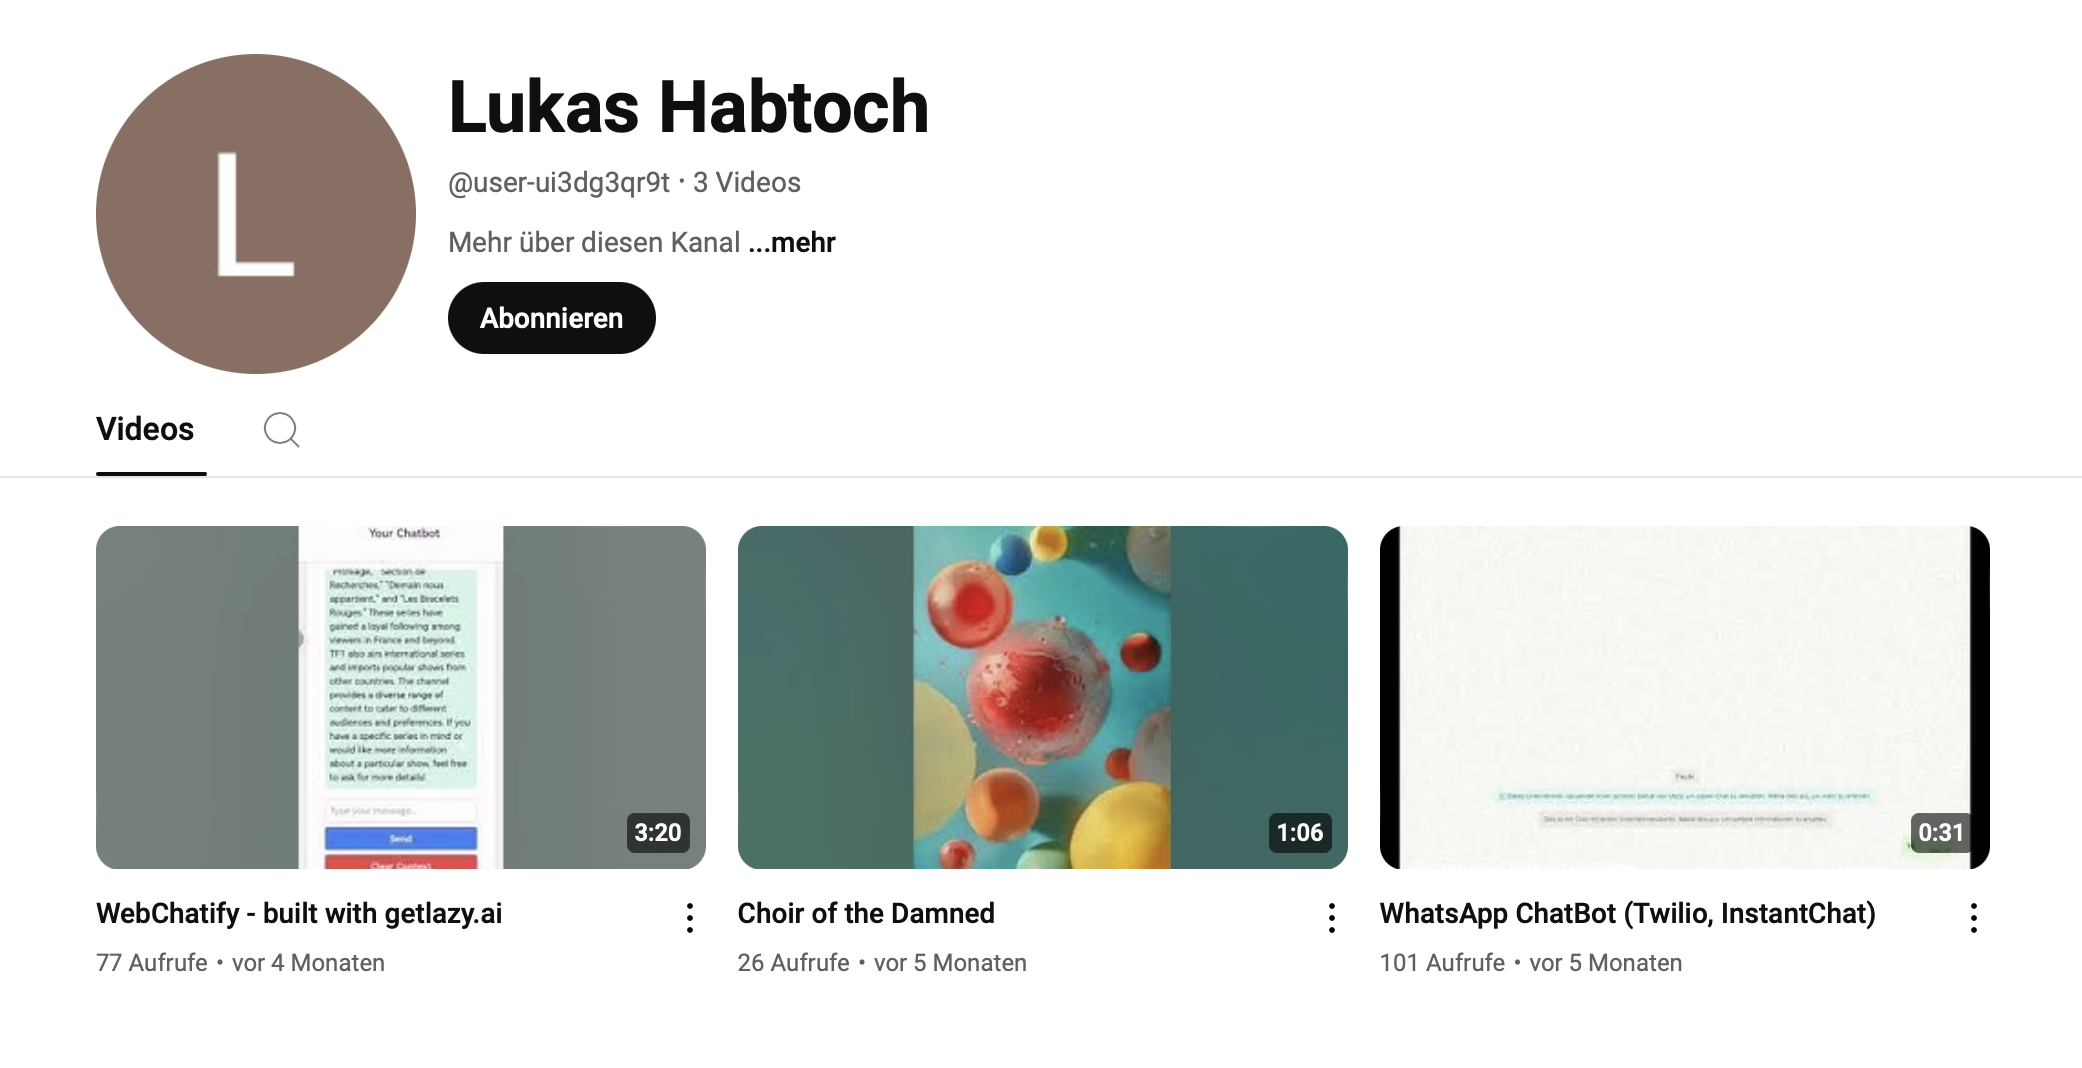 L
Lukas Habtoch
@user-ui3dg3qr9t · 3 Videos
Mehr über diesen Kanal ...mehr
Abonnieren
Videos
Your Chatbot
Recherches," "Demain nous
appartient," and "Les Bracelets
Rouges." These series have
gained a loyal following among
viewers in France and beyond.
TF1 also airs international series
and imports popular shows from
other countries. The channel
provides a diverse range of
content to cater to different
audiences and preferences. If you
have a specific series in mind or
would like more information
about a particular show, feel free
to ask for more details!
Type your message...
Send
Clear Context
3:20
1:06
0:31
WebChatify - built with getlazy.ai
77 Aufrufe • vor 4 Monaten
Choir of the Damned
26 Aufrufe • vor 5 Monaten
WhatsApp ChatBot (Twilio, InstantChat)
101 Aufrufe • vor 5 Monaten